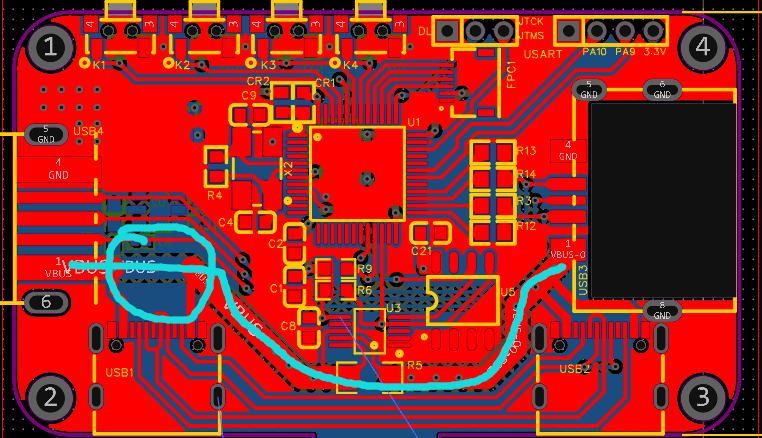 4 3 4 3 4 3 4 3
K1 K2 K3 K4
DL JTCK
JTMS
USART PA10 PA9 3.3V
1
4
CR2 CR1
FPC1
C9
U1
5
GND
6
GND
5
GND
USB4
4
GND
X2
R4
C4
R13
R14
R3
R12
4
GND
C2
C21
1
VBUS
VBUS
1
VBUS-0
USB3
R9
R6
C1
U5
6
VBUS
C8
U3
8
GND
R5
USB1
USB2
2
3